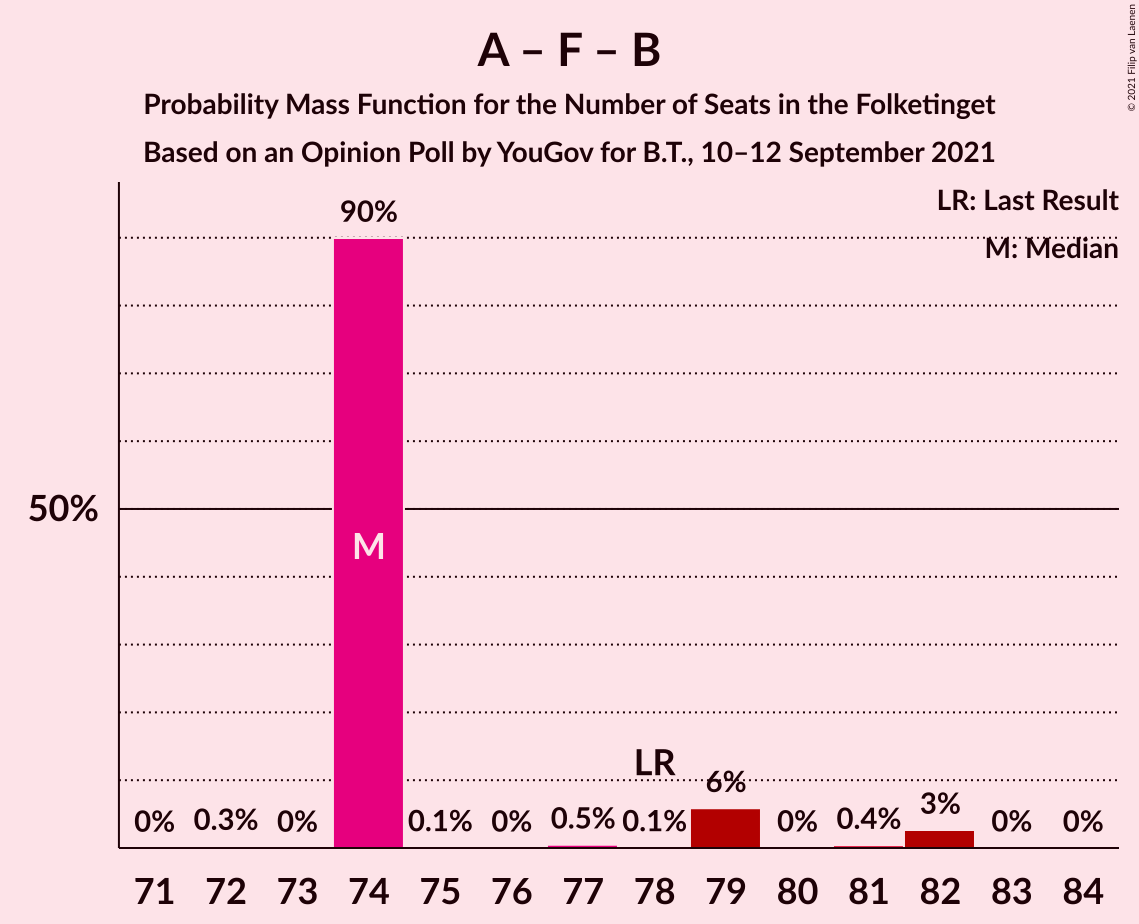 A – F – B
Probability Mass Function for the Number of Seats in the Folketinget
Based on an Opinion Poll by YouGov for B.T., 10–12 September 2021
© 2021 Filip van Laenen
LR: Last Result
M: Median
90%
50%
M
LR
6%
3%
0% 0.3% 0% 0.1% 0% 0.5% 0.1% 0% 0.4% 0% 0%
71 72 73 74 75 76 77 78 79 80 81 82 83 84